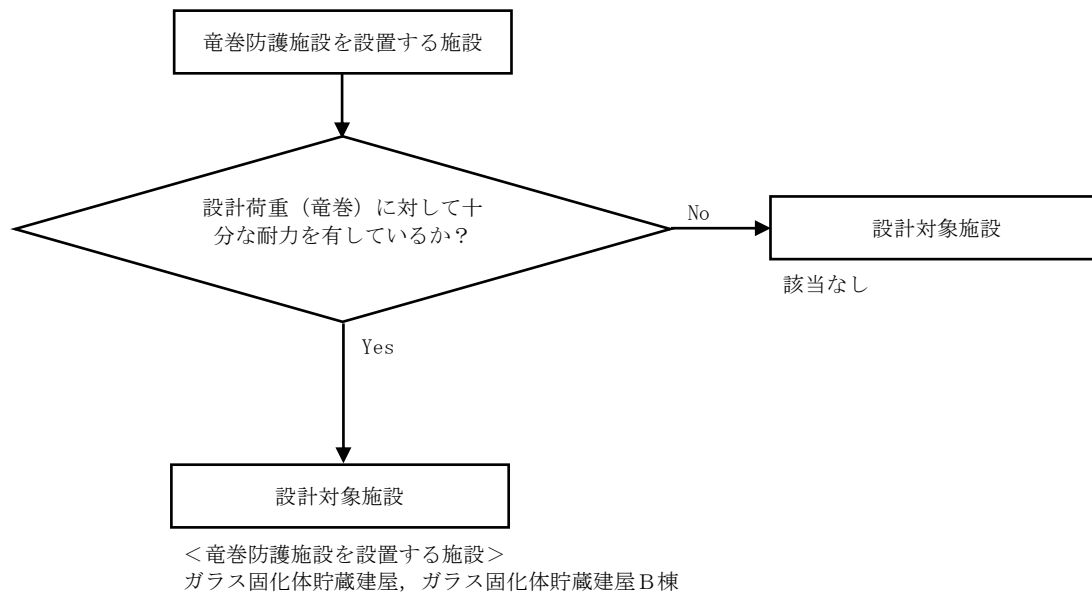 竜巻防護施設を設置する施設
設計荷重（竜巻）に対して十
分な耐力を有しているか？
No
設計対象施設
該当なし
Yes
設計対象施設
＜竜巻防護施設を設置する施設＞
ガラス固化体貯蔵建屋，ガラス固化体貯蔵建屋Ｂ棟